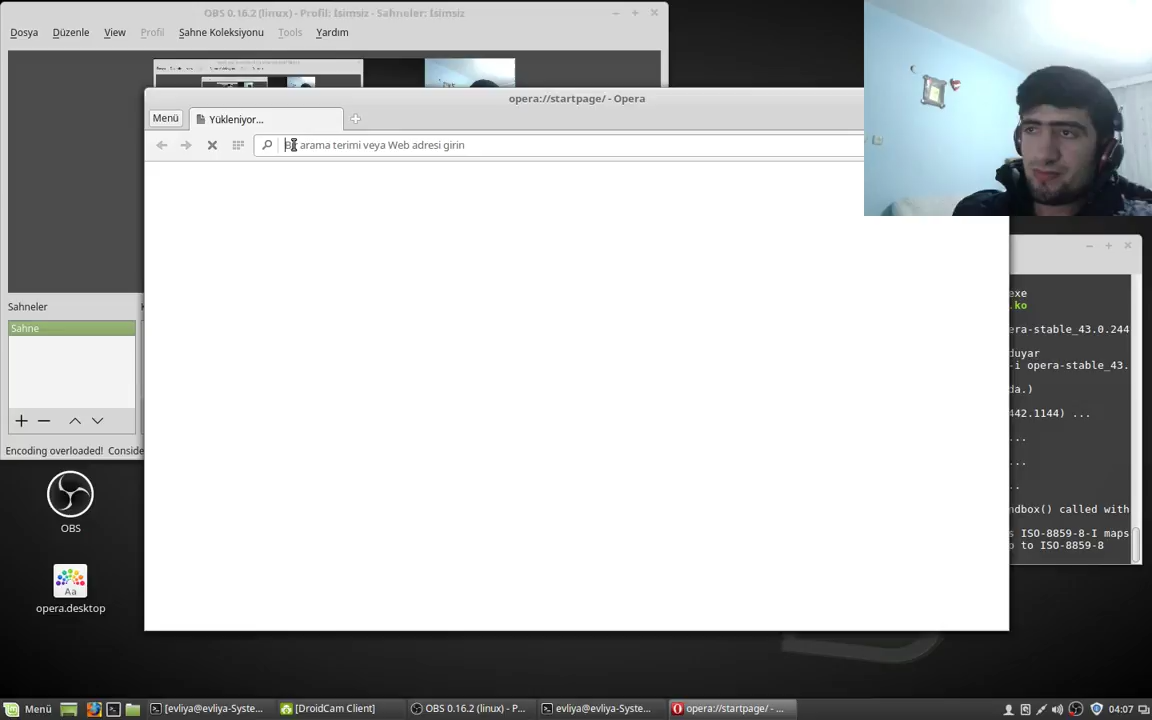 OBS 0.16.2 (linux) - Profil: İsimsiz - Sahneler: İsimsiz
Dosya Düzenle View Profil Sahne Koleksiyonu Tools Yardım
opera://startpage/ - Opera
Menü
Yükleniyor...
arama terimi veya Web adresi girin
Sahneler
Sahne
Encoding overloaded! Conside
exe
.ko
era-stable_43.0.244
duyar
-i opera-stable_43.
da.)
442.1144) ...
...
...
..
ndbox() called with
s ISO-8859-8-I maps
p to ISO-8859-8
OBS
Aa
opera.desktop
Menü
[evliya@evliya-Syste...
[DroidCam Client]
OBS 0.16.2 (linux) - P...
evliya@evliya-Syste...
opera://startpage/ - ...
04:07